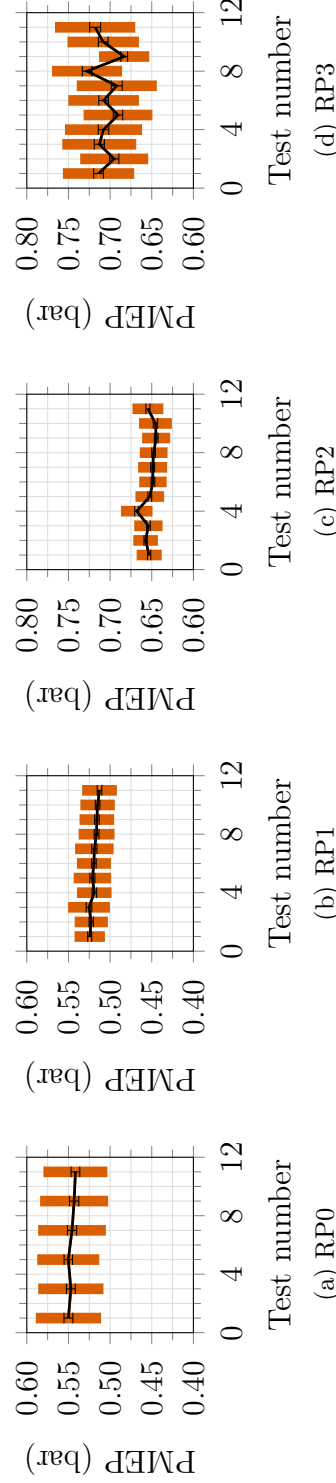 0.60
0.55
0.50
0.45
0.40
PMEP (bar)
0 4 8 12
Test number
(a) RP0
0.60
0.55
0.50
0.45
0.40
PMEP (bar)
0 4 8 12
Test number
(b) RP1
0.80
0.75
0.70
0.65
0.60
PMEP (bar)
0 4 8 12
Test number
(c) RP2
0.80
0.75
0.70
0.65
0.60
PMEP (bar)
0 4 8 12
Test number
(d) RP3